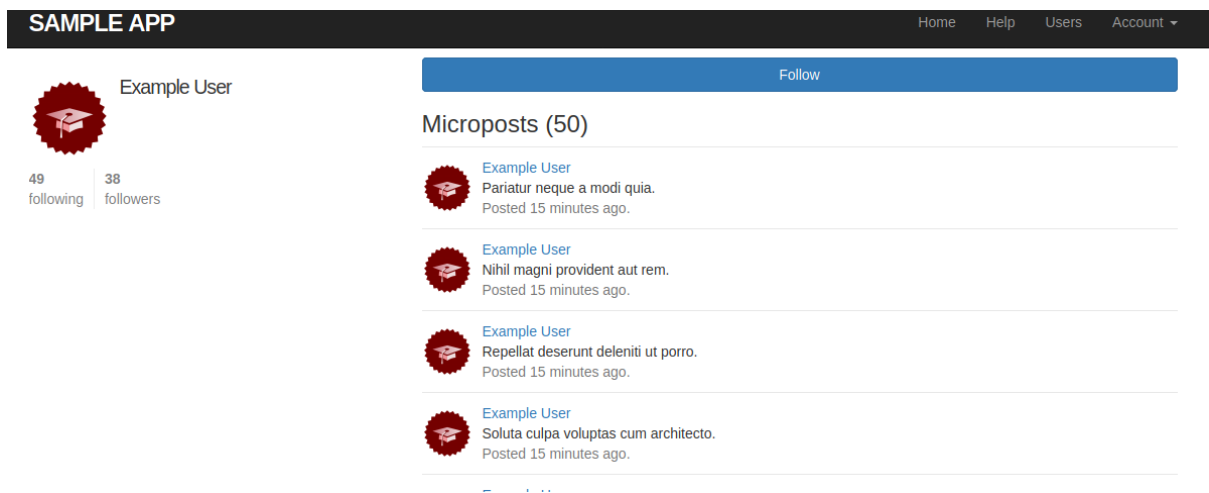 SAMPLE APP
Home Help Users Account
Example User
49 38
following followers
Follow
Microposts (50)
Example User
Pariatur neque a modi quia.
Posted 15 minutes ago.
Example User
Nihil magni provident aut rem.
Posted 15 minutes ago.
Example User
Repellat deserunt deleniti ut porro.
Posted 15 minutes ago.
Example User
Soluta culpa voluptas cum architecto.
Posted 15 minutes ago.